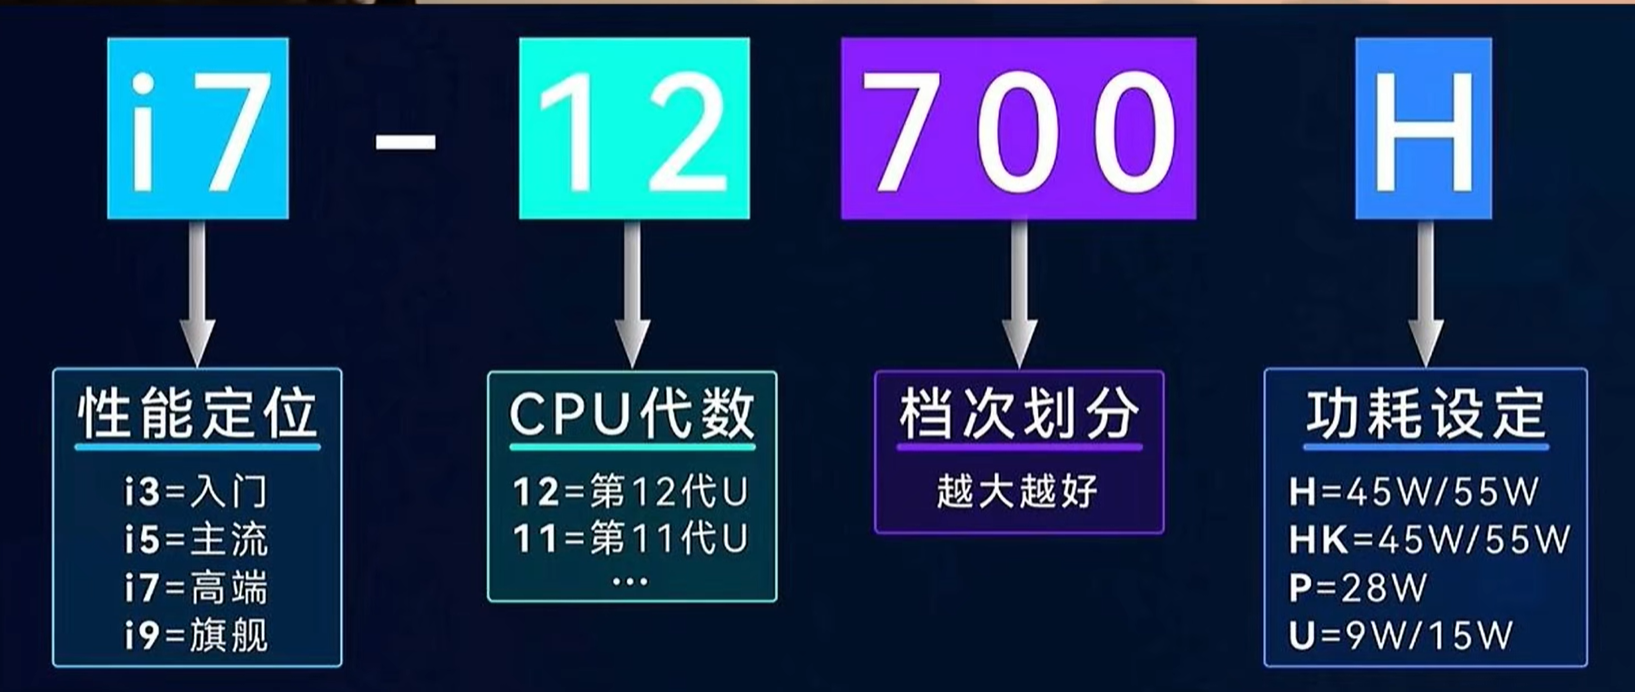 i7-12700H
性能定位
i3=入门
i5=主流
i7=高端
i9=旗舰
CPU代数
12=第12代U
11=第11代U
...
档次划分
越大越好
功耗设定
H=45W/55W
HK=45W/55W
P=28W
U=9W/15W